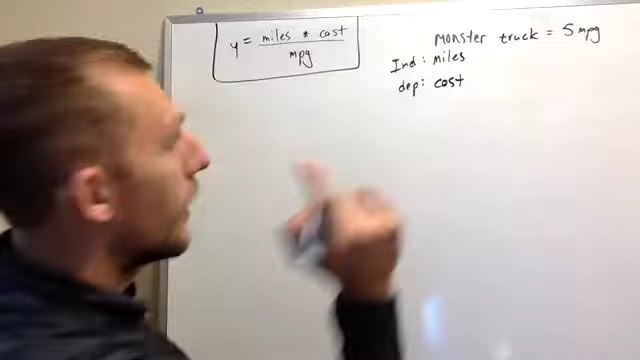 y = miles * cost / mpg
Monster truck = 5 mpg
Ind: miles
dep: cost